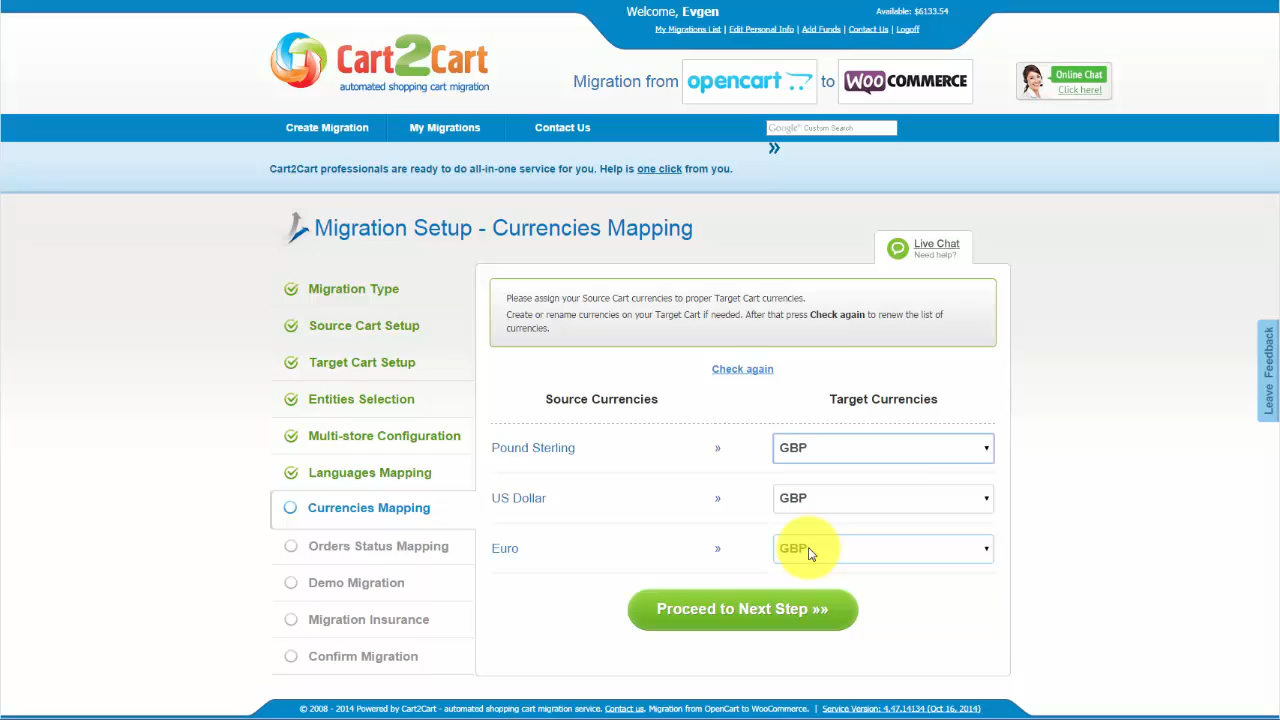 Welcome, Evgen
Available: $6133.54
My Migrations List | Edit Personal Info | Add Funds | Contact Us | Logoff
Cart2Cart
automated shopping cart migration
Migration from opencart to WOOCOMMERCE
Online Chat
Click here!
Create Migration
My Migrations
Contact Us
Google™ Custom Search
»
Cart2Cart professionals are ready to do all-in-one service for you. Help is one click from you.
Migration Setup - Currencies Mapping
Live Chat
Need help?
Migration Type
Source Cart Setup
Target Cart Setup
Entities Selection
Multi-store Configuration
Languages Mapping
Currencies Mapping
Orders Status Mapping
Demo Migration
Migration Insurance
Confirm Migration
Please assign your Source Cart currencies to proper Target Cart currencies.
Create or rename currencies on your Target Cart if needed. After that press Check again to renew the list of
currencies.
Check again
Source Currencies
Target Currencies
Pound Sterling » GBP
US Dollar » GBP
Euro » GBP
Proceed to Next Step »»
Leave Feedback
© 2008 - 2014 Powered by Cart2Cart - automated shopping cart migration service. Contact us. Migration from OpenCart to WooCommerce. | Service Version: 4.47.14134 (Oct 16, 2014)